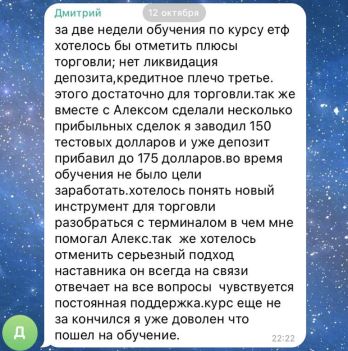 Дмитрий
12 октября
за две недели обучения по курсу етф
хотелось бы отметить плюсы
торговли; нет ликвидация
депозита,кредитное плечо третье.
этого достаточно для торговли.так же
вместе с Алексом сделали несколько
прибыльных сделок я заводил 150
тестовых долларов и уже депозит
прибавил до 175 долларов.во время
обучения не было цели
заработать.хотелось понять новый
инструмент для торговли
разобраться с терминалом в чем мне
помогал Алекс.так же хотелось
отменить серьезный подход
наставника он всегда на связи
отвечает на все вопросы чувствуется
постоянная поддержка.курс еще не
за кончился я уже доволен что
пошел на обучение.
22:22
Д